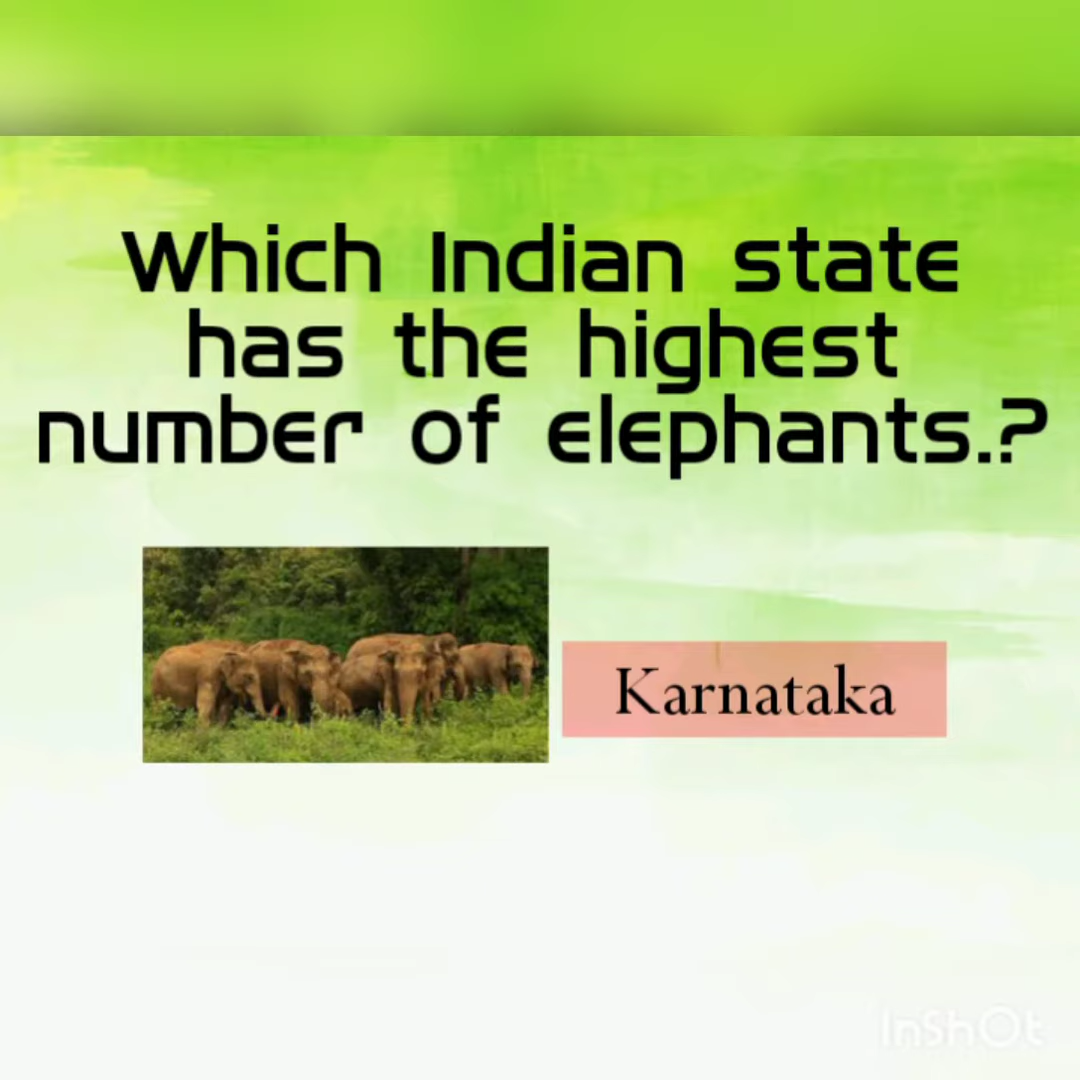 Which Indian state
has the highest
number of elephants.?
Karnataka
InShOt